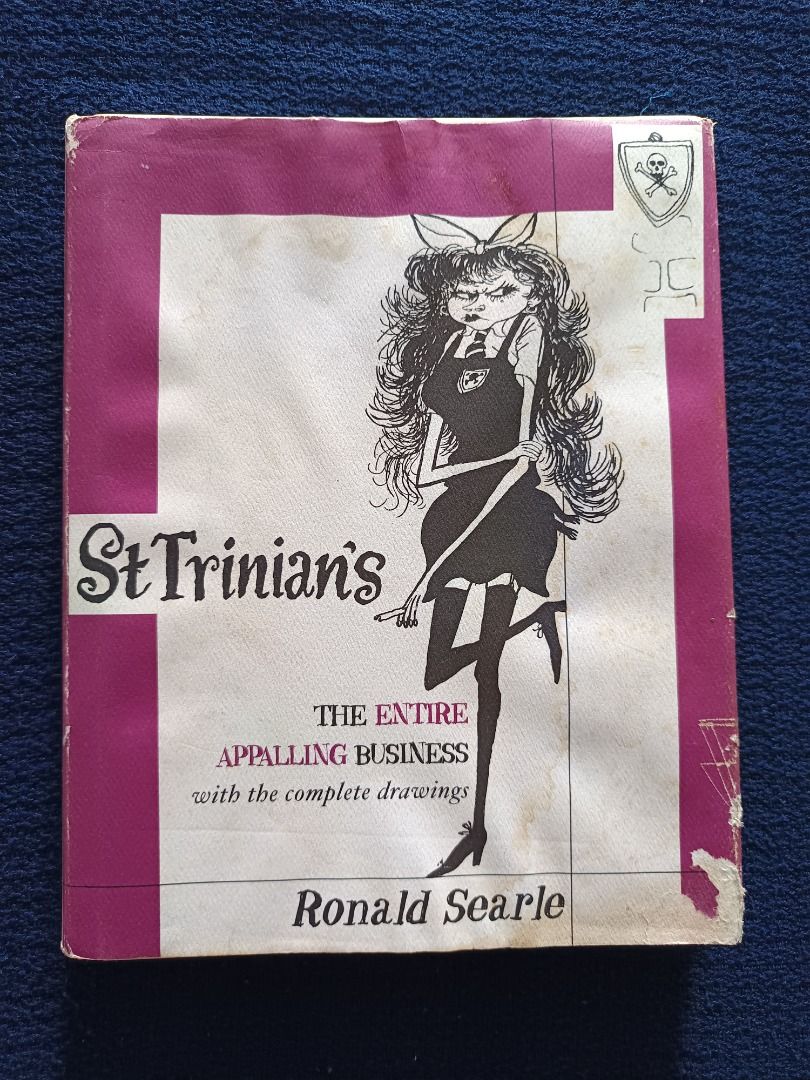 St Trinian's
THE ENTIRE
APPALLING BUSINESS
with the complete drawings
Ronald Searle